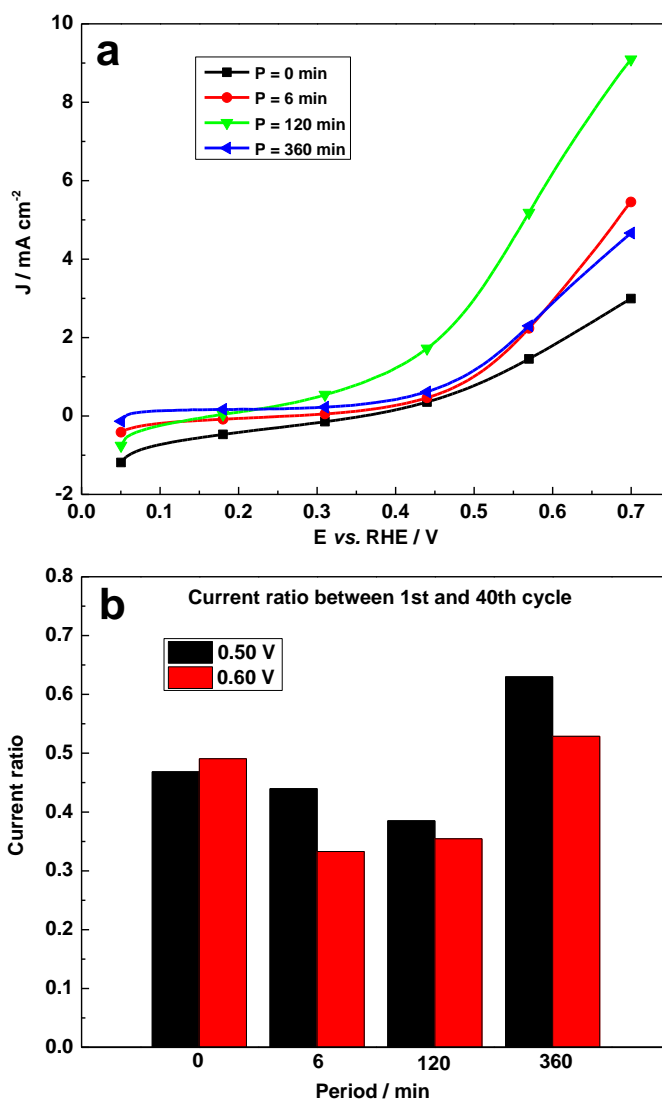 a
P = 0 min
P = 6 min
P = 120 min
P = 360 min
10
8
6
4
2
0
-2
J / mA cm-2
0.0 0.1 0.2 0.3 0.4 0.5 0.6 0.7
E vs. RHE / V
b
Current ratio between 1st and 40th cycle
0.50 V
0.60 V
0.8
0.7
0.6
0.5
0.4
0.3
0.2
0.1
0.0
Current ratio
0 6 120 360
Period / min